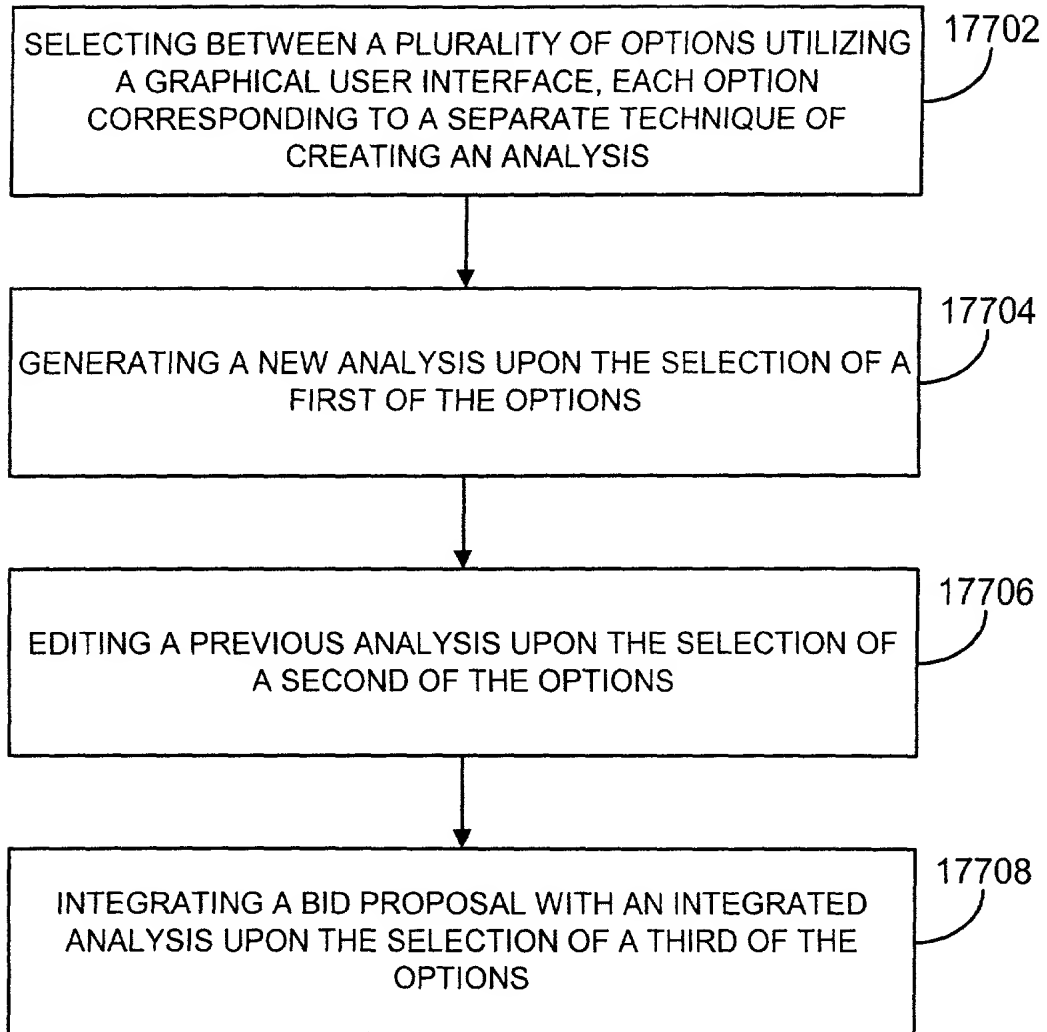 SELECTING BETWEEN A PLURALITY OF OPTIONS UTILIZING
A GRAPHICAL USER INTERFACE, EACH OPTION
CORRESPONDING TO A SEPARATE TECHNIQUE OF
CREATING AN ANALYSIS
17702
GENERATING A NEW ANALYSIS UPON THE SELECTION OF A
FIRST OF THE OPTIONS
17704
EDITING A PREVIOUS ANALYSIS UPON THE SELECTION OF
A SECOND OF THE OPTIONS
17706
INTEGRATING A BID PROPOSAL WITH AN INTEGRATED
ANALYSIS UPON THE SELECTION OF A THIRD OF THE
OPTIONS
17708